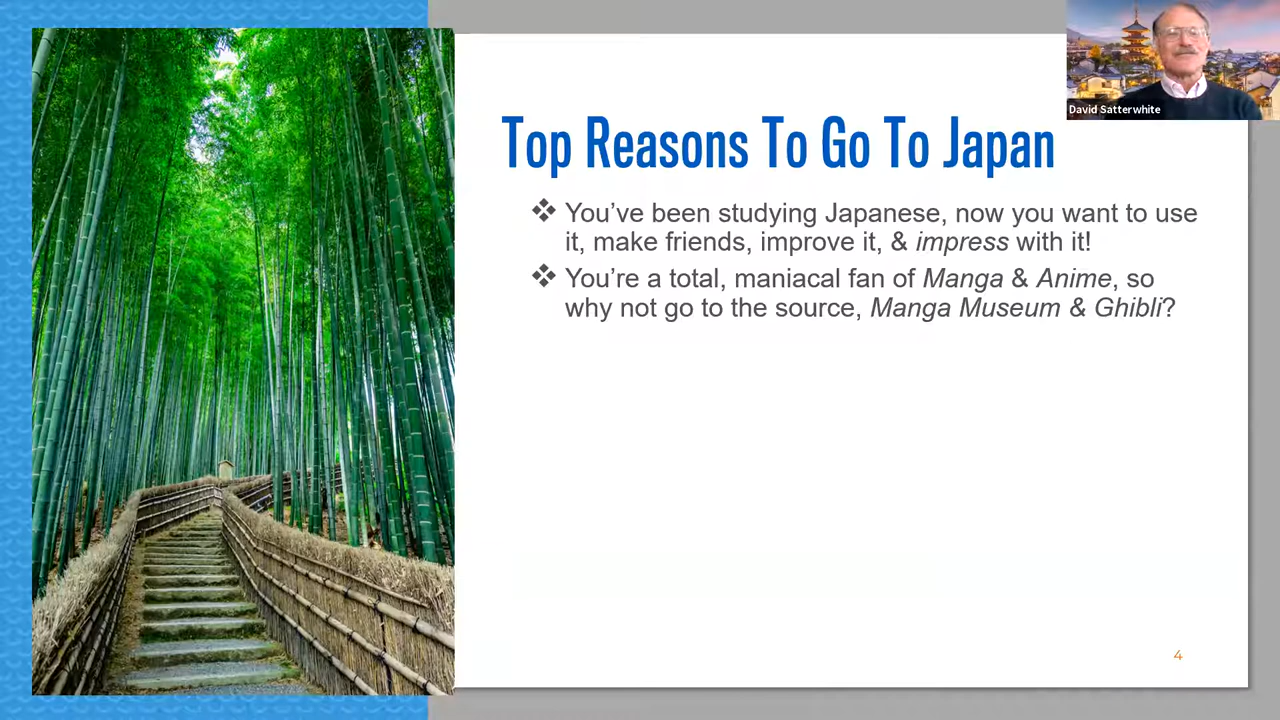 David Satterwhite
Top Reasons To Go To Japan
❖ You’ve been studying Japanese, now you want to use
it, make friends, improve it, & impress with it!
❖ You’re a total, maniacal fan of Manga & Anime, so
why not go to the source, Manga Museum & Ghibli?
4